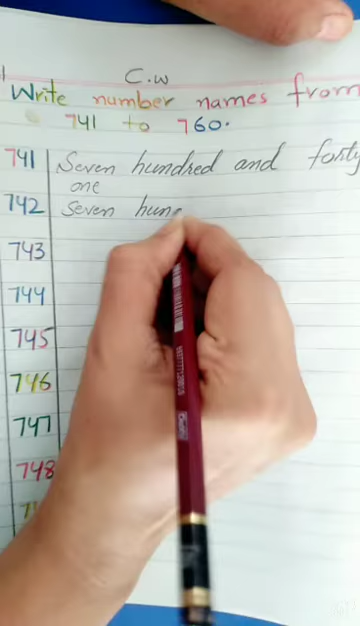 C.w
Write number names from
741 to 760.
741 Seven hundred and forty
one
742 Seven hun
743
744
745
746
747
748